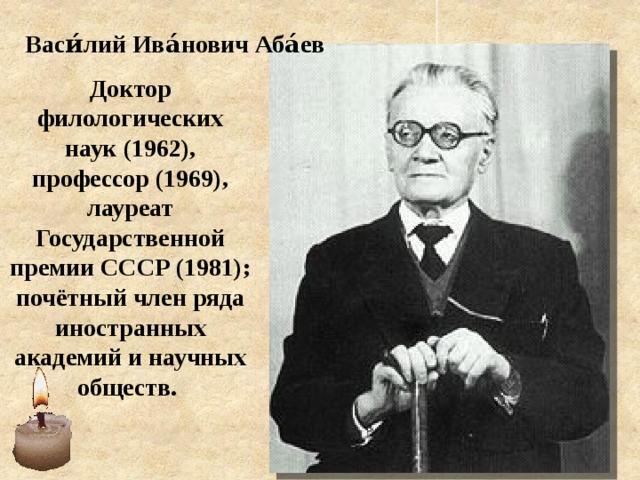 Васи́лий Ива́нович Аба́ев
Доктор
филологических
наук (1962),
профессор (1969),
лауреат
Государственной
премии СССР (1981);
почётный член ряда
иностранных
академий и научных
обществ.